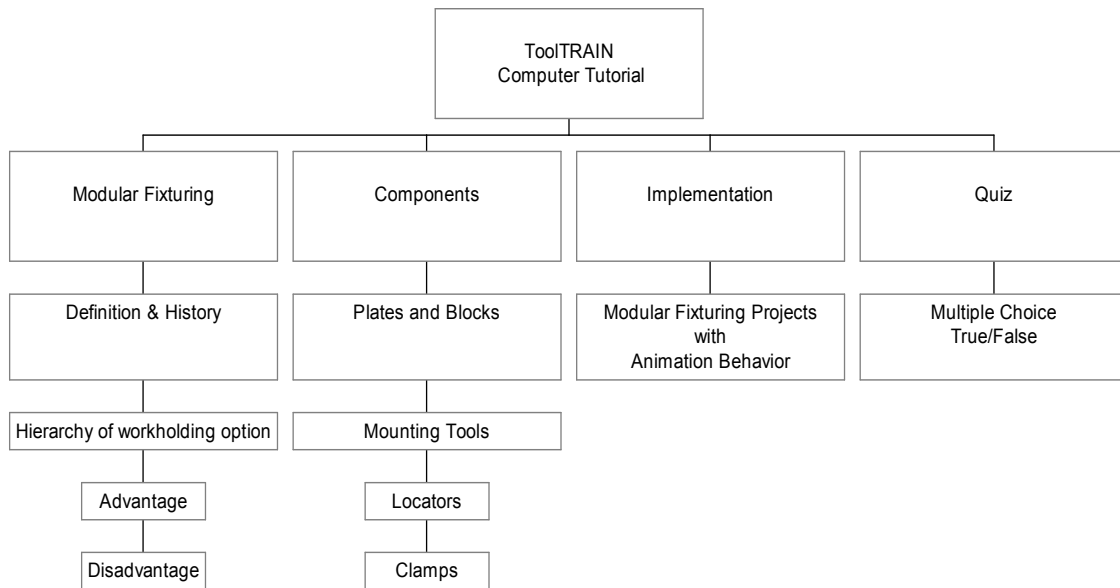 ToolTRAIN
Computer Tutorial
Modular Fixturing
Components
Implementation
Quiz
Definition & History
Plates and Blocks
Modular Fixturing Projects
with
Animation Behavior
Multiple Choice
True/False
Hierarchy of workholding option
Mounting Tools
Advantage
Locators
Disadvantage
Clamps